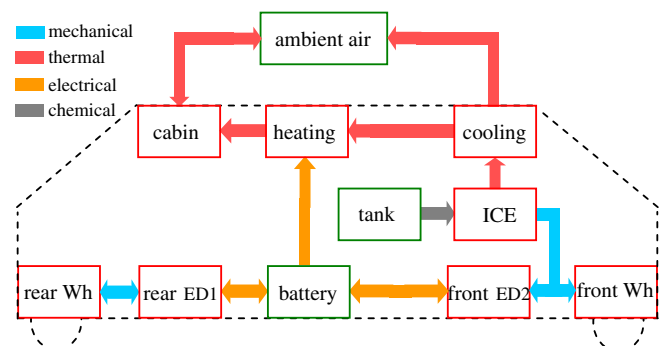 mechanical
thermal
electrical
chemical
ambient air
cabin
heating
cooling
tank
ICE
rear Wh
rear ED1
battery
front ED2
front Wh